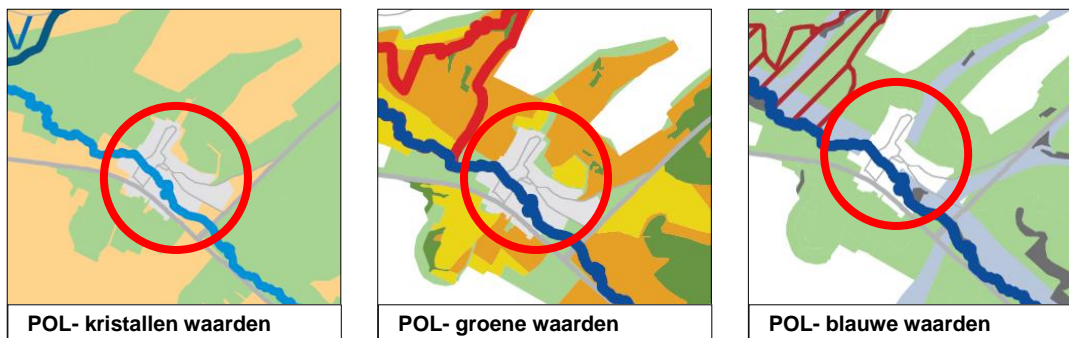 POL- kristallen waarden
POL- groene waarden
POL- blauwe waarden